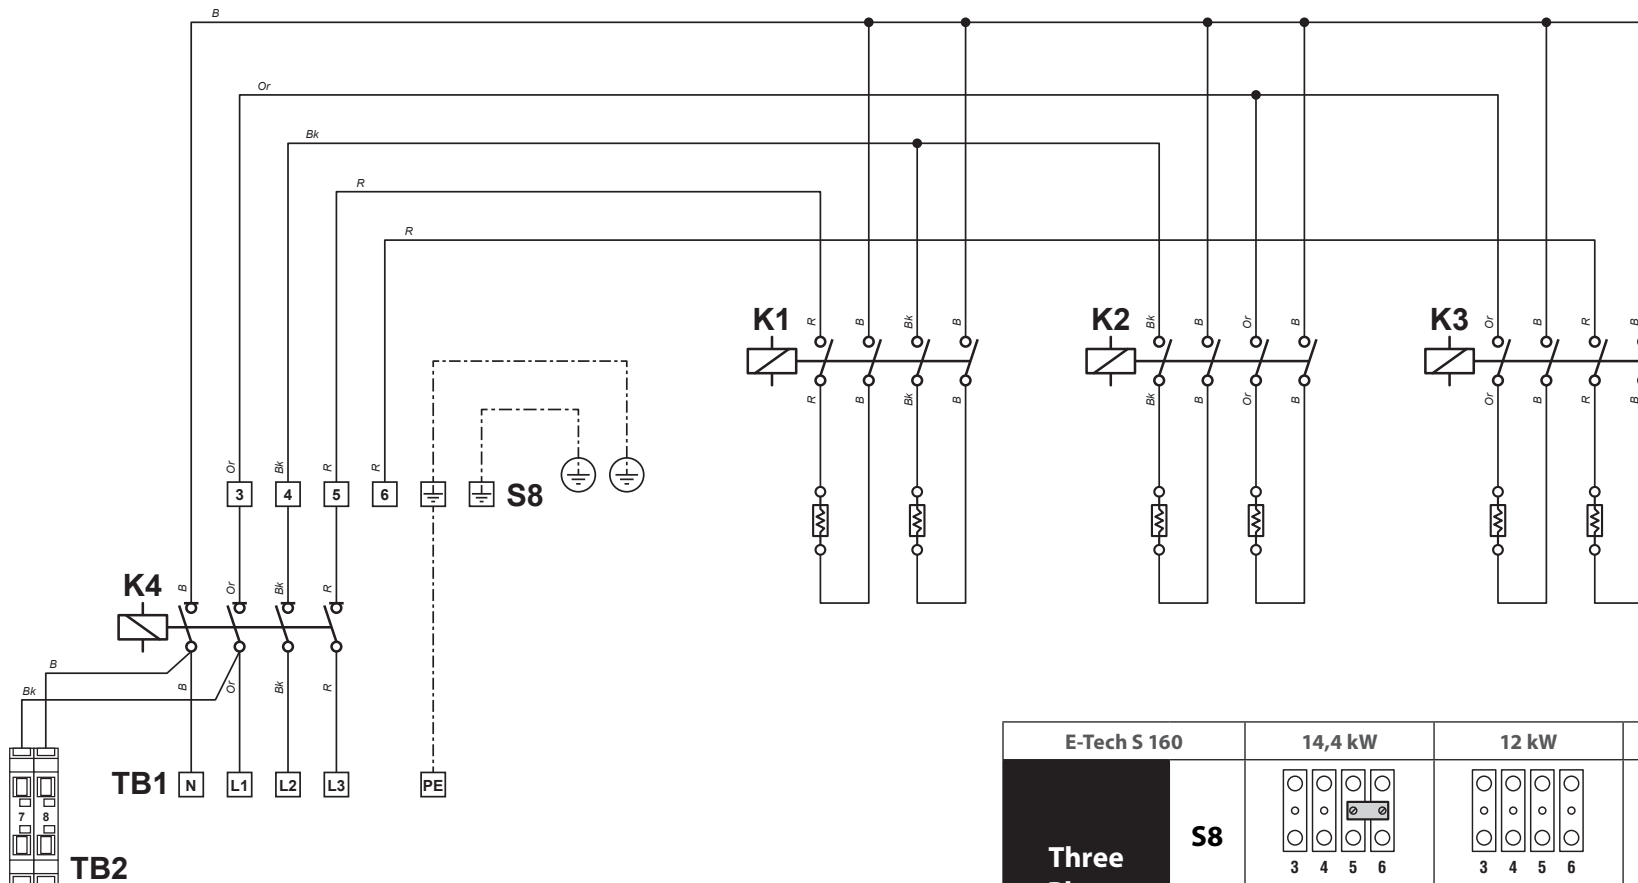 B
Or
Bk
R
R
K1 R B Bk B
K2 Bk B Or B
K3 Or B R B
R B Bk B
Bk B Or B
Or B R B
Or Bk R R
3 4 5 6 S8
K4 B Or Bk R
B
Bk
B Or Bk R
TB1 N L1 L2 L3 PE
7 8
TB2
E-Tech S 160 14,4 kW 12 kW
Three
S8
3 4 5 6
3 4 5 6